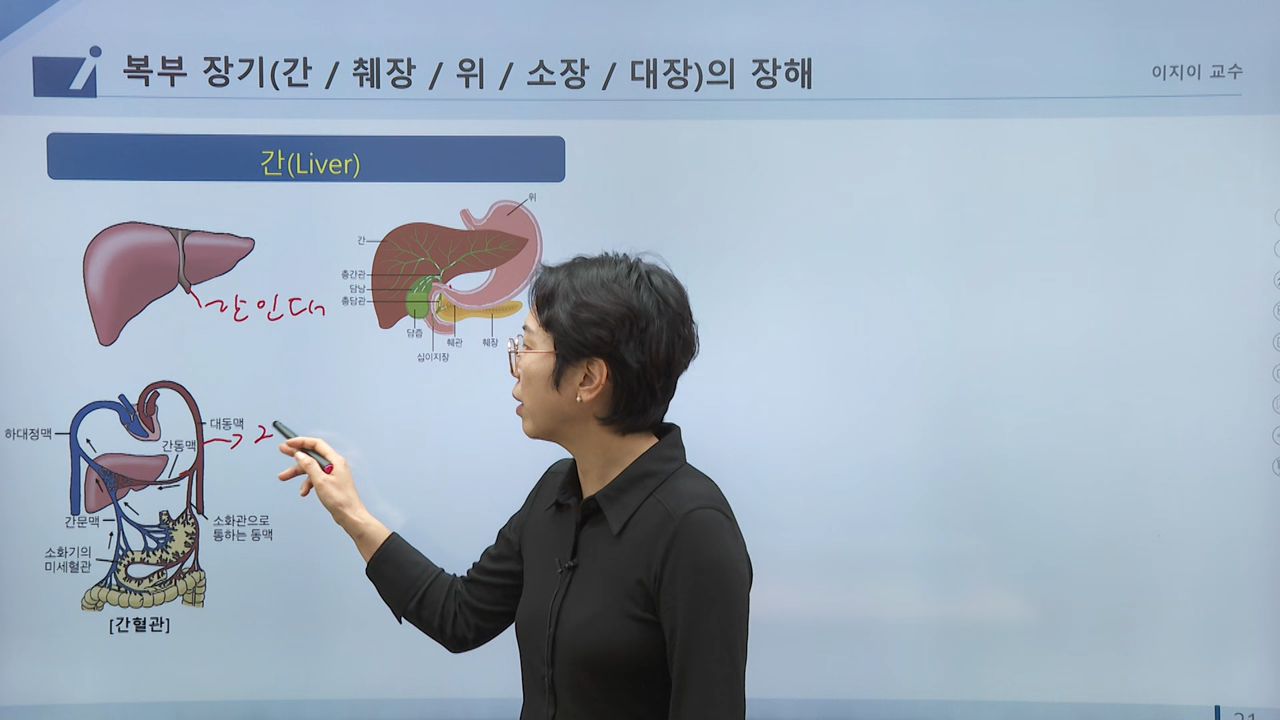 복부 장기(간 / 췌장 / 위 / 소장 / 대장)의 장해
이지이 교수
간(Liver)
위
간
총간관
담낭
총담관
담즙
췌관
췌장
십이지장
간인대
하대정맥
대동맥
간동맥
→ 2
간문맥
소화관으로
통하는 동맥
소화기의
미세혈관
[간혈관]